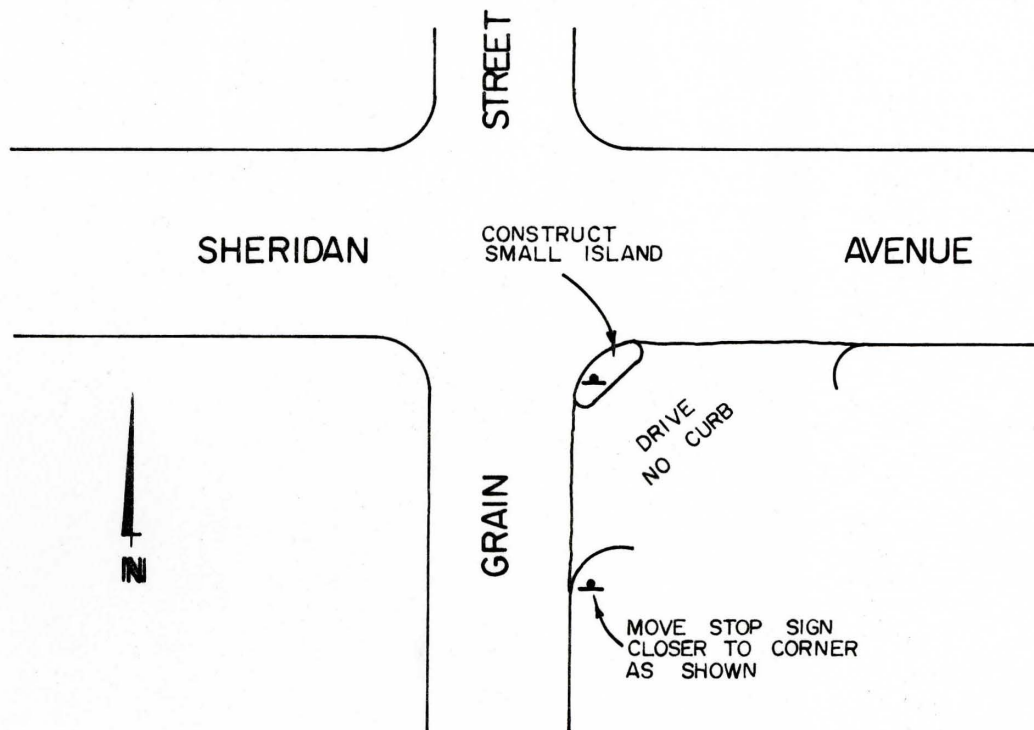 STREET
SHERIDAN
CONSTRUCT
SMALL ISLAND
AVENUE
DRIVE
NO CURB
GRAIN
N
MOVE STOP SIGN
CLOSER TO CORNER
AS SHOWN